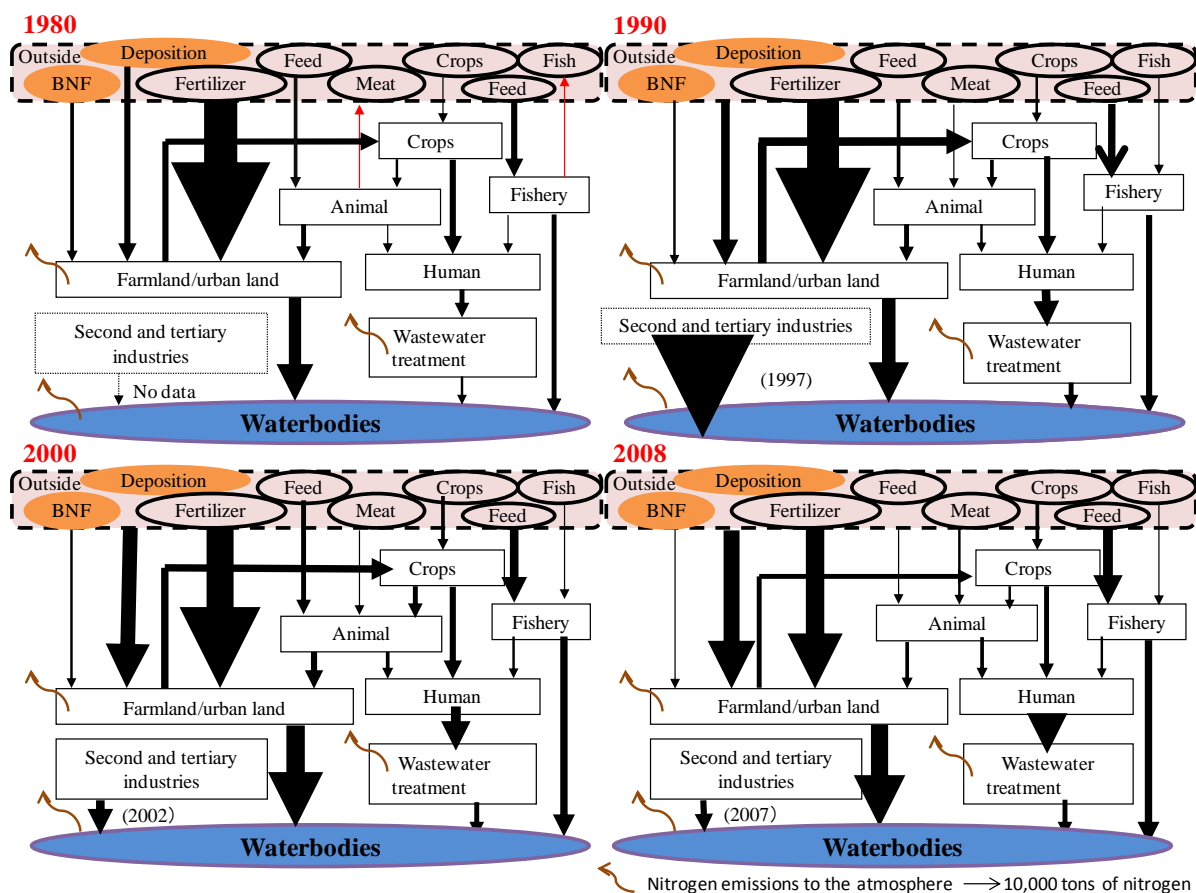 1980
Outside
Deposition
BNF
Fertilizer
Feed
Meat
Crops
Feed
Fish
Crops
Animal
Fishery
Farmland/urban land
Human
Second and tertiary
industries
Wastewater
treatment
No data
Waterbodies
1990
Outside
Deposition
BNF
Fertilizer
Feed
Meat
Crops
Feed
Fish
Crops
Animal
Fishery
Farmland/urban land
Human
Second and tertiary industries
Wastewater
treatment
(1997)
Waterbodies
2000
Outside
Deposition
BNF
Fertilizer
Feed
Meat
Crops
Feed
Fish
Crops
Animal
Fishery
Farmland/urban land
Human
Second and tertiary
industries
Wastewater
treatment
(2002)
Waterbodies
2008
Outside
Deposition
BNF
Fertilizer
Feed
Meat
Crops
Feed
Fish
Crops
Animal
Fishery
Farmland/urban land
Human
Second and tertiary
industries
Wastewater
treatment
(2007)
Waterbodies
Nitrogen emissions to the atmosphere
10,000 tons of nitrogen